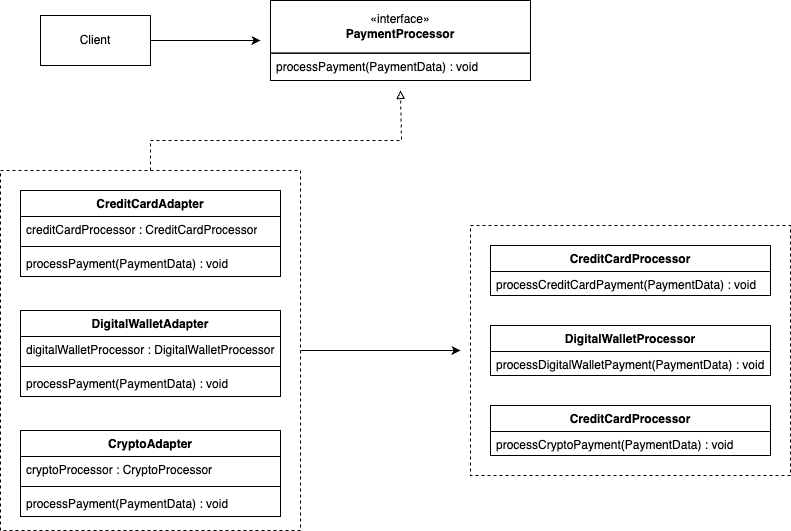 Client
«interface»
PaymentProcessor
processPayment(PaymentData) : void
CreditCardAdapter
creditCardProcessor : CreditCardProcessor
processPayment(PaymentData) : void
DigitalWalletAdapter
digitalWalletProcessor : DigitalWalletProcessor
processPayment(PaymentData) : void
CryptoAdapter
cryptoProcessor : CryptoProcessor
processPayment(PaymentData) : void
CreditCardProcessor
processCreditCardPayment(PaymentData) : void
DigitalWalletProcessor
processDigitalWalletPayment(PaymentData) : void
CreditCardProcessor
processCryptoPayment(PaymentData) : void